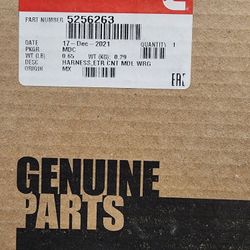 PART NUMBER 5256263
DATE 17-Dec-2021 QUANTITY 1
PKGR. MDC
WT (LB) 0.65 WT (KG) 0.29
DESC HARNESS,ETR CNT MDL WRG
ORIGIN MX
EAC
GENUINE
PARTS